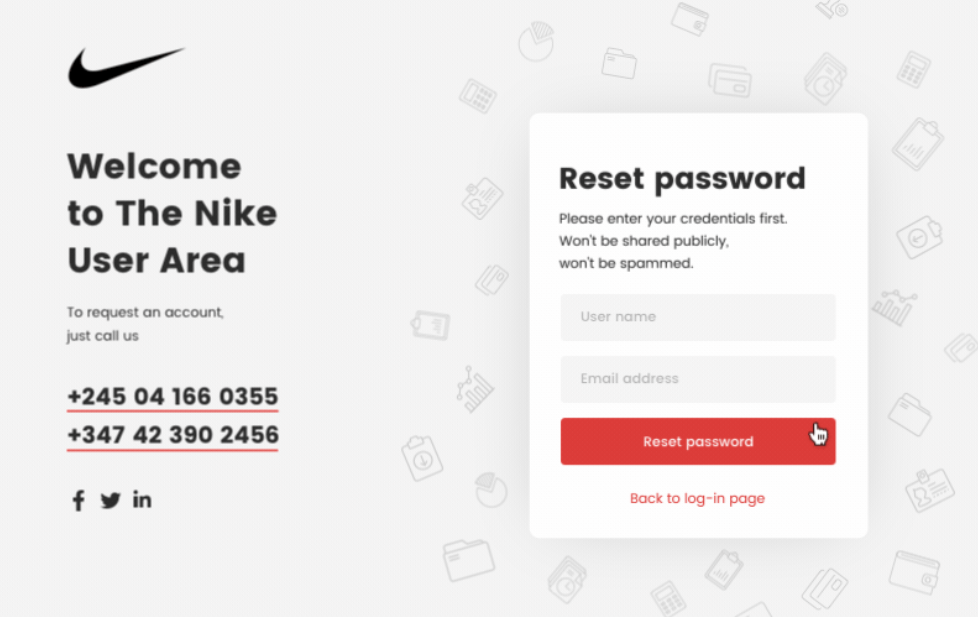 Welcome
to The Nike
User Area
To request an account,
just call us
+245 04 166 0355
+347 42 390 2456
Reset password
Please enter your credentials first.
Won't be shared publicly,
won't be spammed.
User name
Email address
Reset password
Back to log-in page